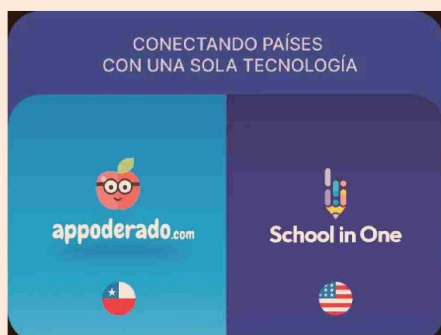 CONECTANDO PAÍSES
CON UNA SOLA TECNOLOGÍA
appoderado.com
School in One